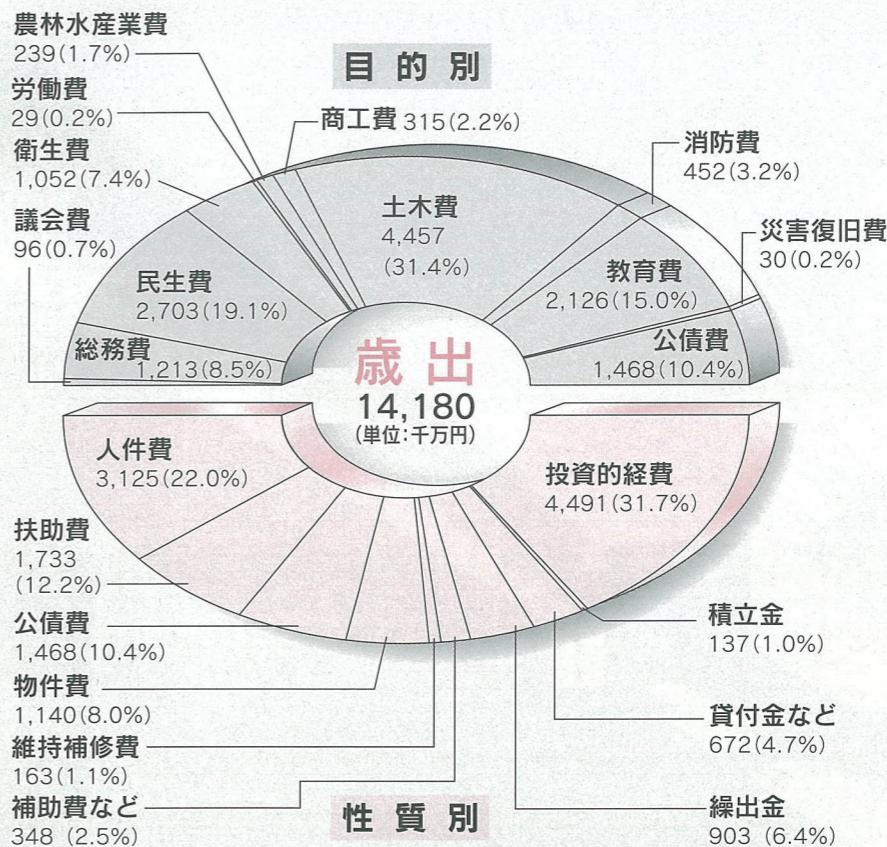 農林水産業費
239(1.7%)
目的別
労働費
29(0.2%)
商工費 315(2.2%)
衛生費
1,052(7.4%)
消防費
452(3.2%)
議会費
96(0.7%)
土木費
4,457
(31.4%)
災害復旧費
30(0.2%)
民生費
2,703(19.1%)
教育費
2,126(15.0%)
総務費
1,213(8.5%)
公債費
1,468(10.4%)
歳出
14,180
(単位:千万円)
人件費
3,125(22.0%)
投資的経費
4,491(31.7%)
扶助費
1,733
(12.2%)
公債費
1,468(10.4%)
積立金
137(1.0%)
物件費
1,140(8.0%)
貸付金など
672(4.7%)
維持補修費
163(1.1%)
補助費など
348 (2.5%)
性質別
繰出金
903 (6.4%)